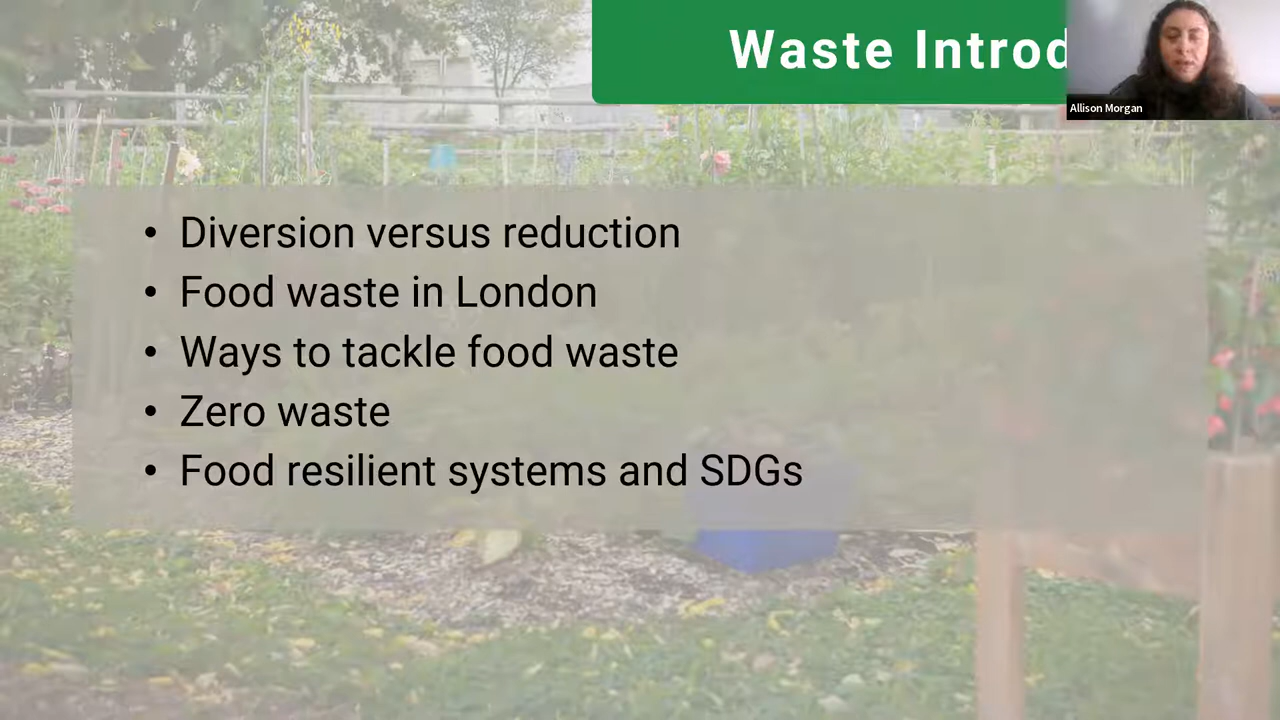 Waste Introd
Allison Morgan
• Diversion versus reduction
• Food waste in London
• Ways to tackle food waste
• Zero waste
• Food resilient systems and SDGs